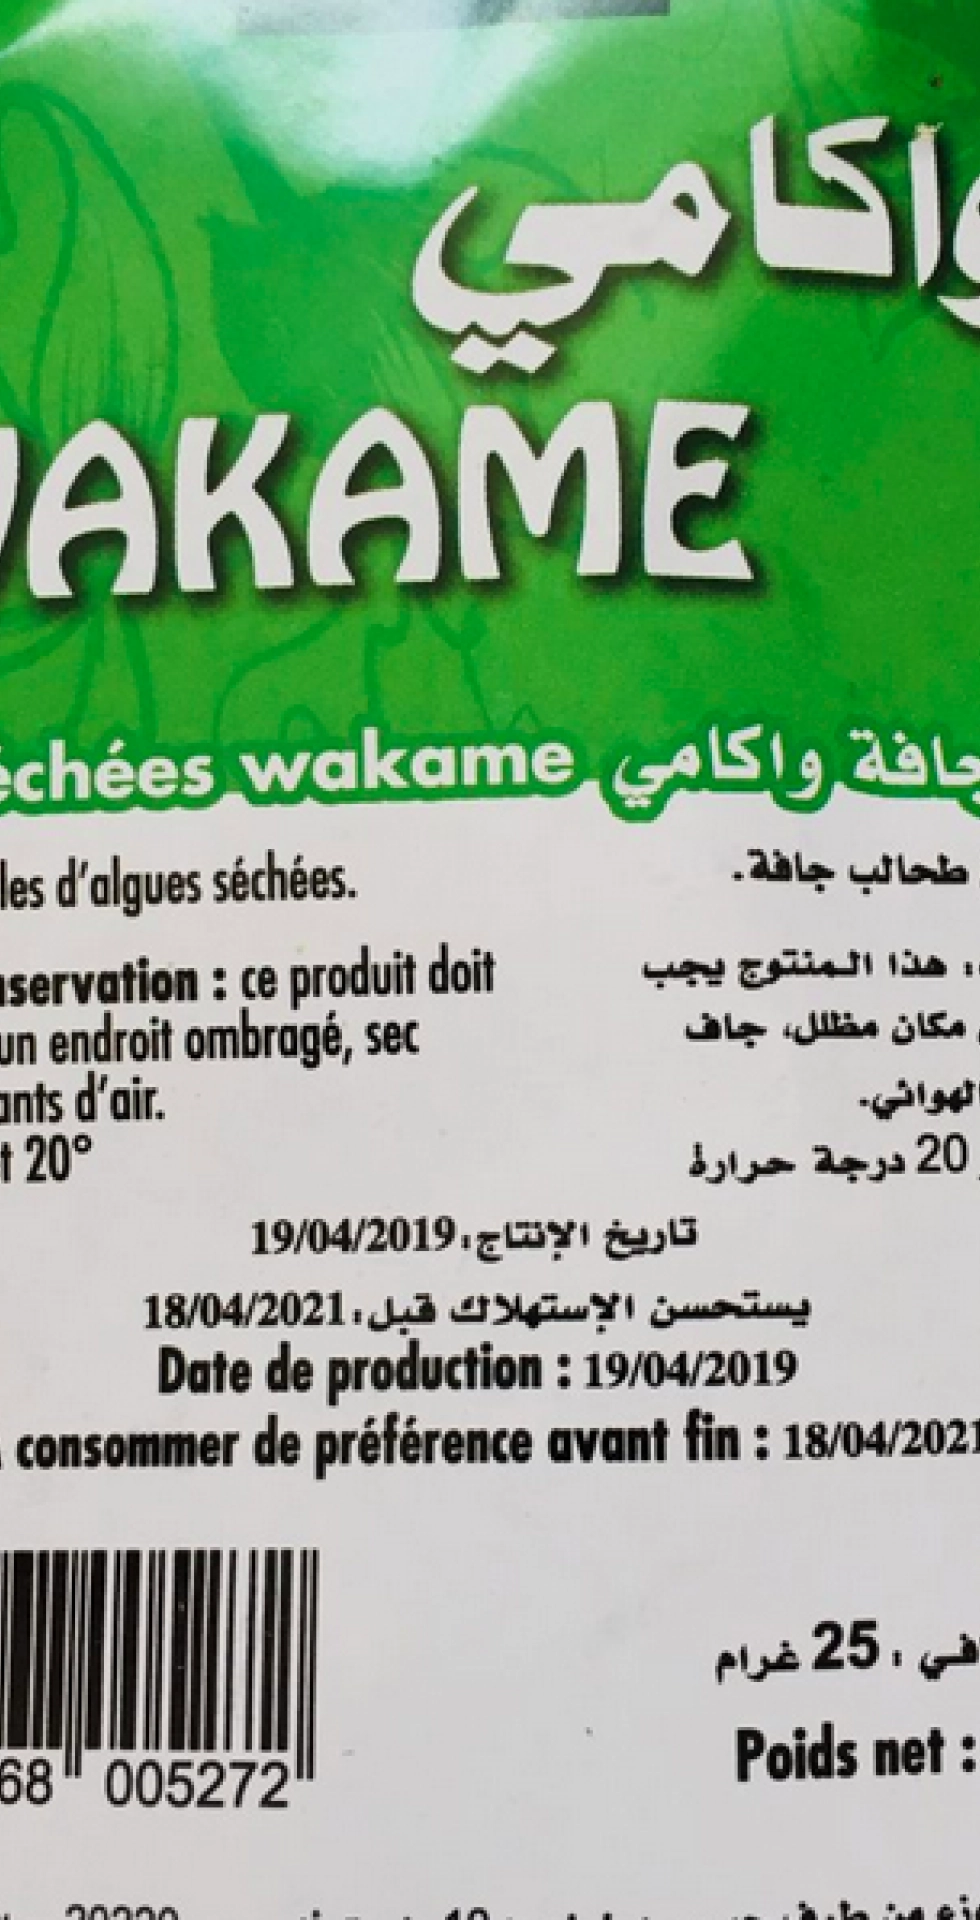 واكامي
WAKAME
échées wakame جافة واكامي
les d'algues séchées.
طحالب جافة.
nservation : ce produit doit
هذا المنتوج يجب
un endroit ombragé, sec
مكان مظلل، جاف
ants d'air.
الهوائي.
t 20°
20 درجة حرارة
تاريخ الإنتاج: 19/04/2019
يستحسن الإستهلاك قبل: 18/04/2021
Date de production : 19/04/2019
consommer de préférence avant fin : 18/04/2021
في : 25 غرام
68 005272
Poids net :